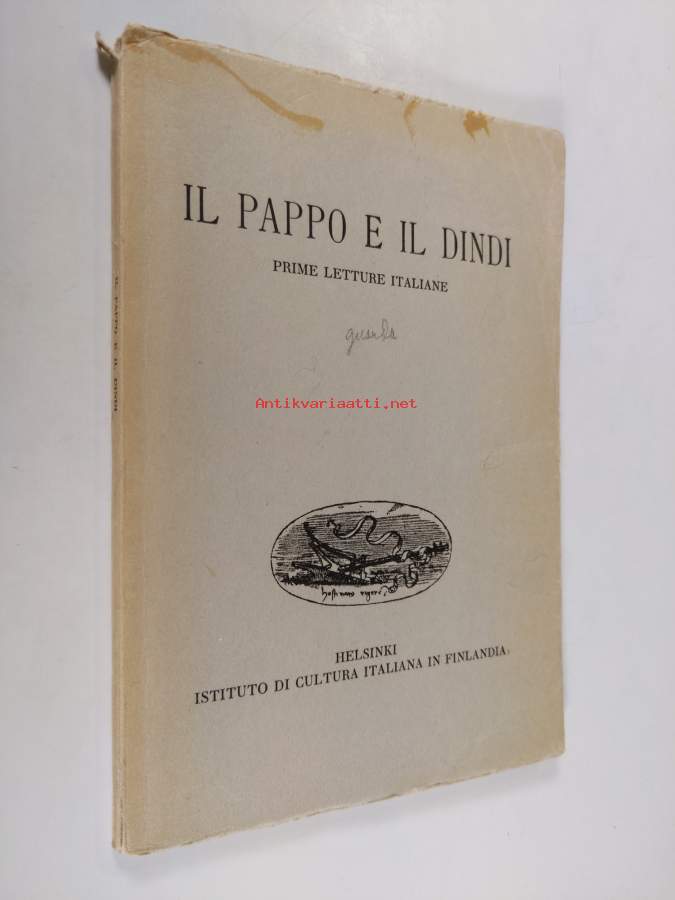 IL PAPPO E IL DINDI
PRIME LETTURE ITALIANE
Antikvariaatti.net
HELSINKI
ISTITUTO DI CULTURA ITALIANA IN FINLANDIA
IL PAPPO E IL DINDI